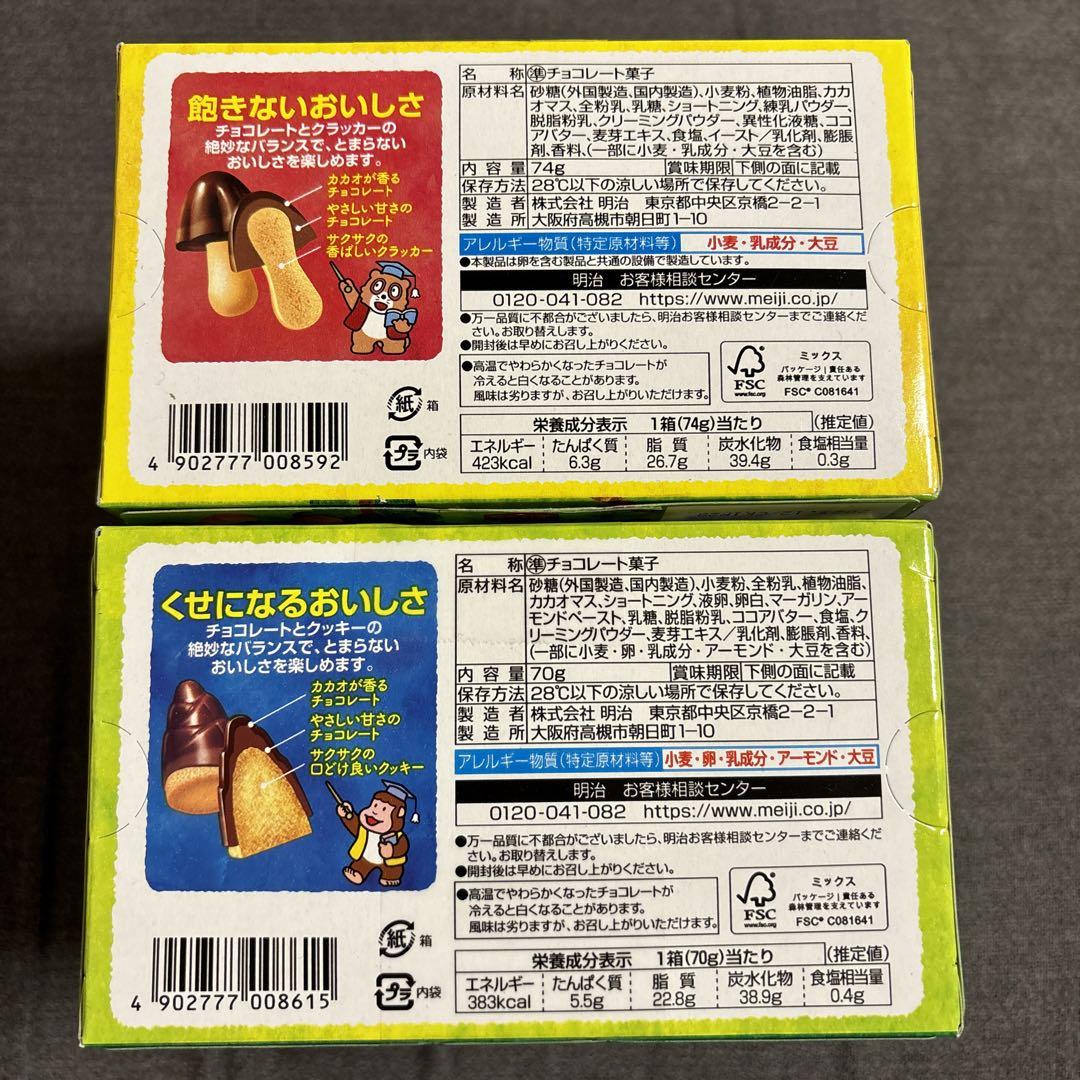 飽きないおいしさ
チョコレートとクラッカーの
絶妙なバランスで、とまらない
おいしさを楽しめます。
カカオが香る
チョコレート
やさしい甘さの
チョコレート
サクサクの
香ばしいクラッカー
紙 箱
プラ 内袋
4 902777 008592
名 称 準チョコレート菓子
原材料名 砂糖(外国製造、国内製造)、小麦粉、植物油脂、カカ
オマス、全粉乳、乳糖、ショートニング、練乳パウダー、
脱脂粉乳、クリーミングパウダー、異性化液糖、ココ
アバター、麦芽エキス、食塩、イースト/乳化剤、膨脹
剤、香料、(一部に小麦・乳成分・大豆を含む)
内 容 量 74g 賞味期限 下側の面に記載
保存方法 28℃以下の涼しい場所で保存してください。
製 造 者 株式会社 明治 東京都中央区京橋2-2-1
製 造 所 大阪府高槻市朝日町1-10
アレルギー物質(特定原材料等) 小麦・乳成分・大豆
●本製品は卵を含む製品と共通の設備で製造しています。
明治 お客様相談センター
0120-041-082 https://www.meiji.co.jp/
●万一品質に不都合がございましたら、明治お客様相談センターまでご連絡くだ
さい。お取り替えします。
●開封後は早めにお召し上がりください。
●高温でやわらかくなったチョコレートが
冷えると白くなることがあります。
風味は劣りますが、お召し上がりいただけます。
FSC
www.fsc.org
ミックス
パッケージ|責任ある
森林管理を支えています
FSC® C081641
栄養成分表示 1箱(74g)当たり (推定値)
エネルギー たんぱく質 脂 質 炭水化物 食塩相当量
423kcal 6.3g 26.7g 39.4g 0.3g
くせになるおいしさ
チョコレートとクッキーの
絶妙なバランスで、とまらない
おいしさを楽しめます。
カカオが香る
チョコレート
やさしい甘さの
チョコレート
サクサクの
口どけ良いクッキー
紙 箱
プラ 内袋
4 902777 008615
名 称 準チョコレート菓子
原材料名 砂糖(外国製造、国内製造)、小麦粉、全粉乳、植物油脂、
カカオマス、ショートニング、液卵、卵白、マーガリン、アー
モンドペースト、乳糖、脱脂粉乳、ココアバター、食塩、ク
リーミングパウダー、麦芽エキス/乳化剤、膨脹剤、香料、
(一部に小麦・卵・乳成分・アーモンド・大豆を含む)
内 容 量 70g 賞味期限 下側の面に記載
保存方法 28℃以下の涼しい場所で保存してください。
製 造 者 株式会社 明治 東京都中央区京橋2-2-1
製 造 所 大阪府高槻市朝日町1-10
アレルギー物質(特定原材料等) 小麦・卵・乳成分・アーモンド・大豆
明治 お客様相談センター
0120-041-082 https://www.meiji.co.jp/
●万一品質に不都合がございましたら、明治お客様相談センターまでご連絡くだ
さい。お取り替えします。
●開封後は早めにお召し上がりください。
●高温でやわらかくなったチョコレートが
冷えると白くなることがあります。
風味は劣りますが、お召し上がりいただけます。
FSC
www.fsc.org
ミックス
パッケージ|責任ある
森林管理を支えています
FSC® C081641
栄養成分表示 1箱(70g)当たり (推定値)
エネルギー たんぱく質 脂 質 炭水化物 食塩相当量
383kcal 5.5g 22.8g 38.9g 0.4g